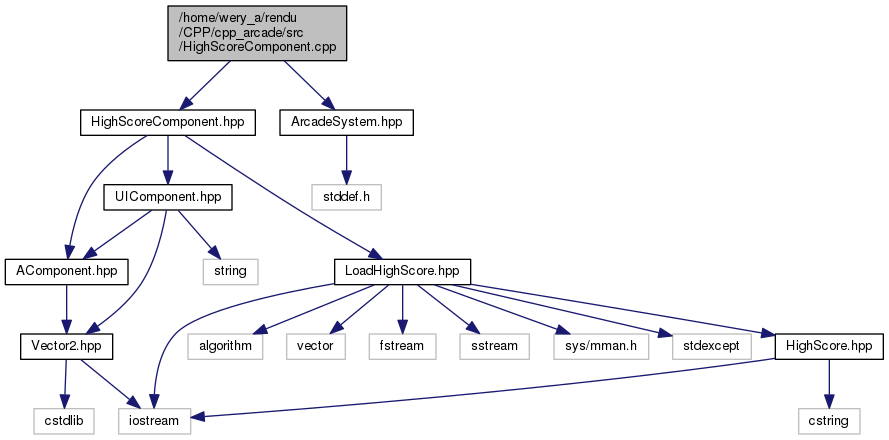 /home/wery_a/rendu
/CPP/cpp_arcade/src
/HighScoreComponent.cpp
HighScoreComponent.hpp
ArcadeSystem.hpp
UIComponent.hpp
stddef.h
AComponent.hpp
string
LoadHighScore.hpp
Vector2.hpp
algorithm
vector
fstream
sstream
sys/mman.h
stdexcept
HighScore.hpp
cstdlib
iostream
cstring